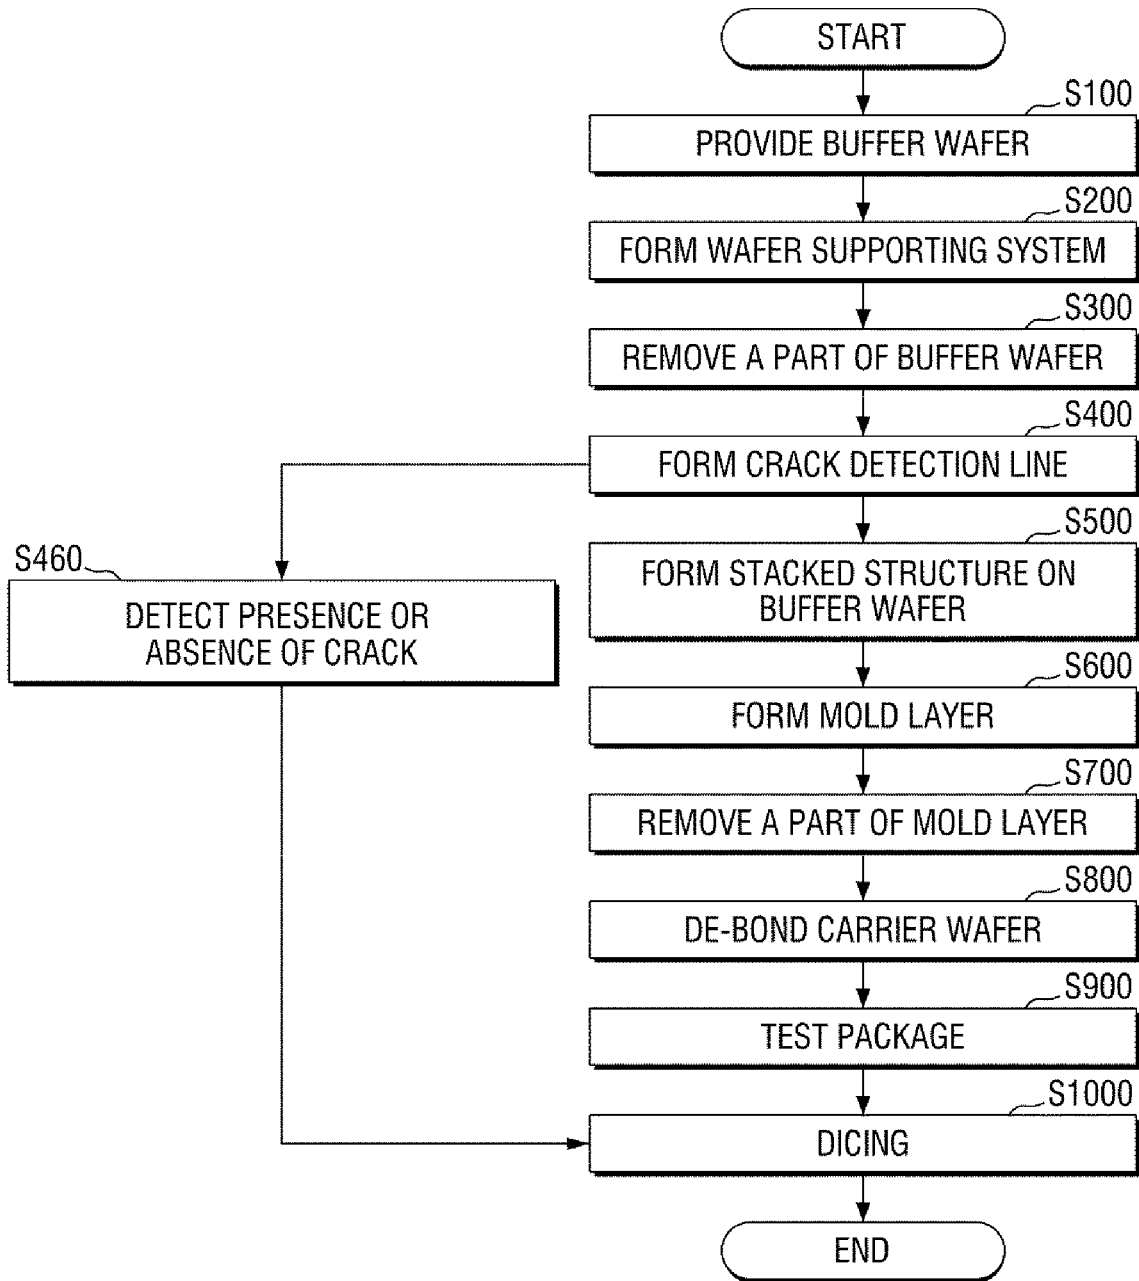 START
S100
PROVIDE BUFFER WAFER
S200
FORM WAFER SUPPORTING SYSTEM
S300
REMOVE A PART OF BUFFER WAFER
S400
FORM CRACK DETECTION LINE
S460
DETECT PRESENCE OR
ABSENCE OF CRACK
S500
FORM STACKED STRUCTURE ON
BUFFER WAFER
S600
FORM MOLD LAYER
S700
REMOVE A PART OF MOLD LAYER
S800
DE-BOND CARRIER WAFER
S900
TEST PACKAGE
S1000
DICING
END